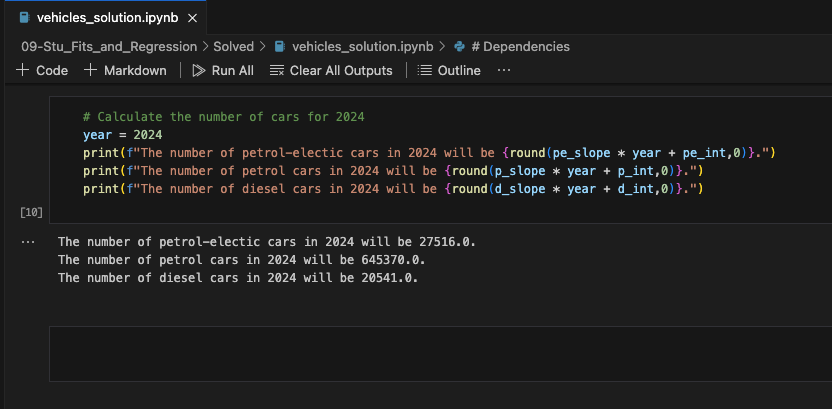 vehicles_solution.ipynb ×
09-Stu_Fits_and_Regression > Solved > vehicles_solution.ipynb > # Dependencies
+ Code + Markdown | Run All Clear All Outputs | Outline ...
# Calculate the number of cars for 2024
year = 2024
print(f"The number of petrol-electic cars in 2024 will be {round(pe_slope * year + pe_int,0)}.")
print(f"The number of petrol cars in 2024 will be {round(p_slope * year + p_int,0)}.")
print(f"The number of diesel cars in 2024 will be {round(d_slope * year + d_int,0)}.")
[10]
... The number of petrol-electic cars in 2024 will be 27516.0.
The number of petrol cars in 2024 will be 645370.0.
The number of diesel cars in 2024 will be 20541.0.